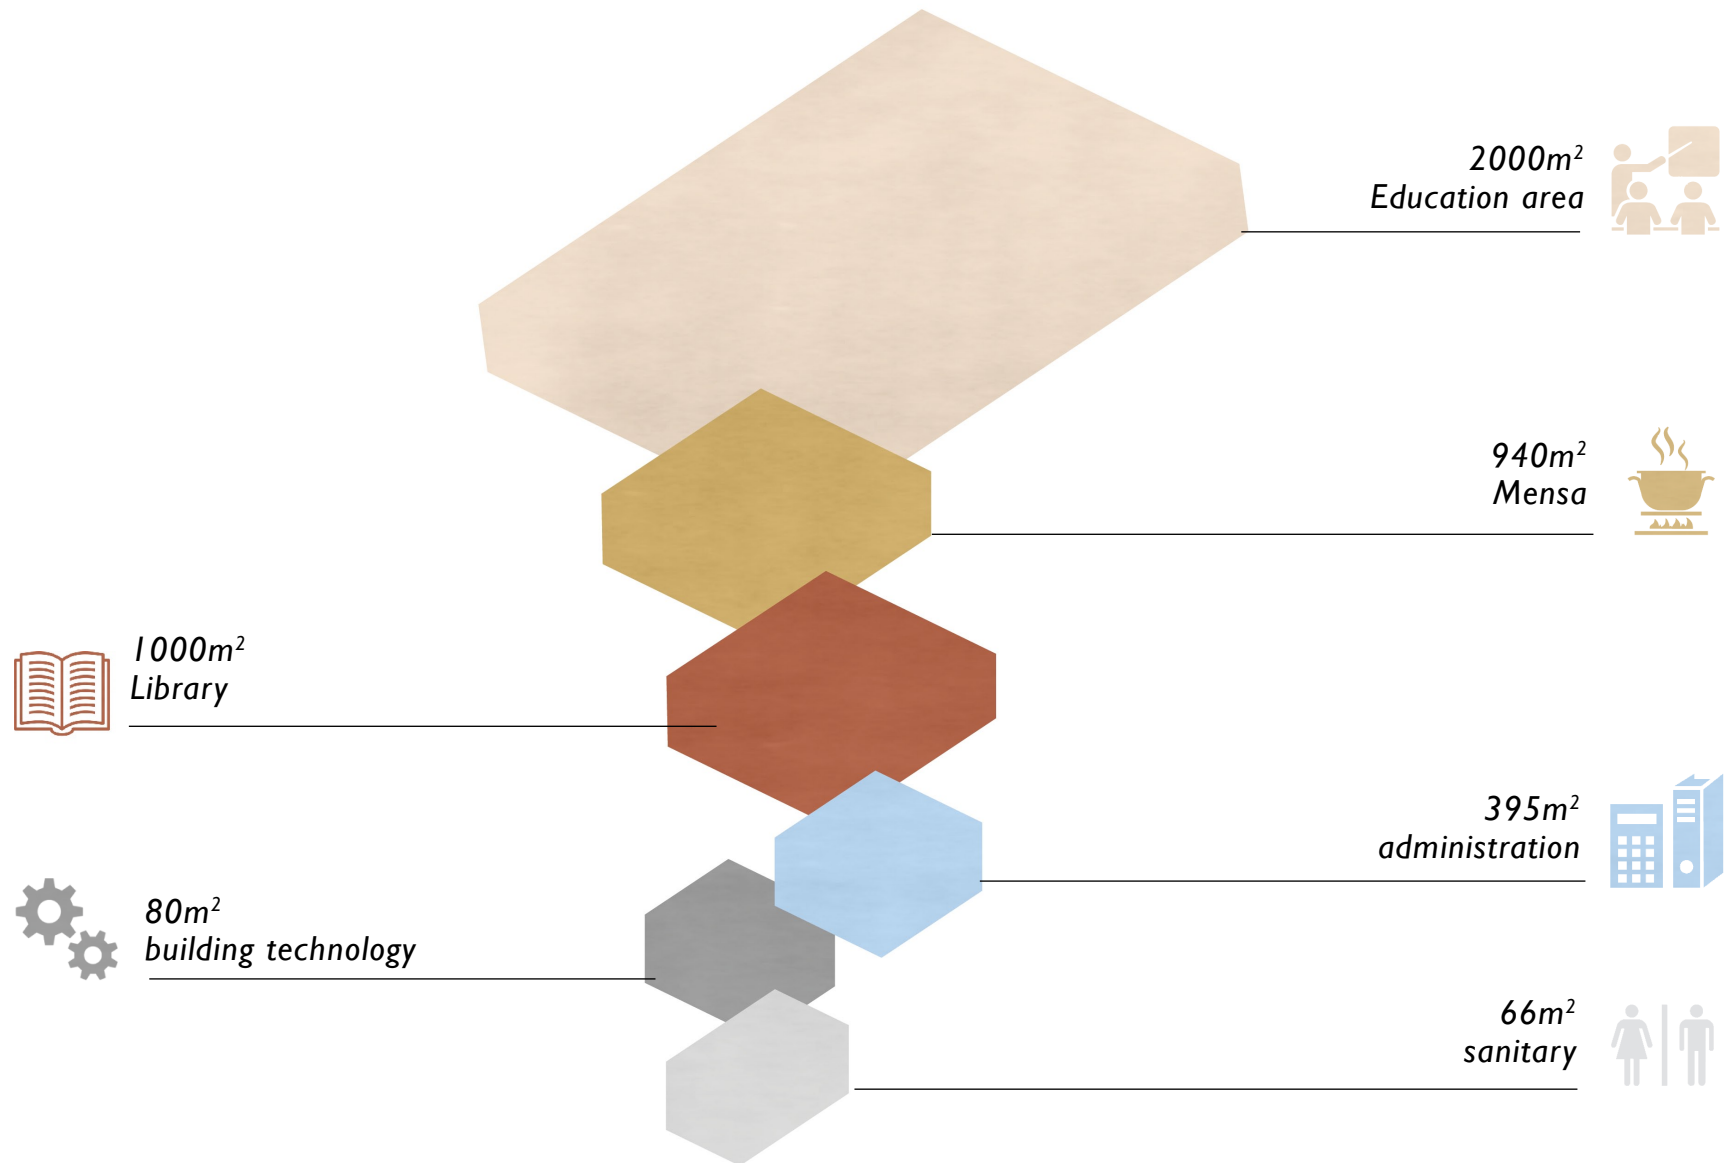 2000m²
Education area
940m²
Mensa
1000m²
Library
395m²
administration
80m²
building technology
66m²
sanitary